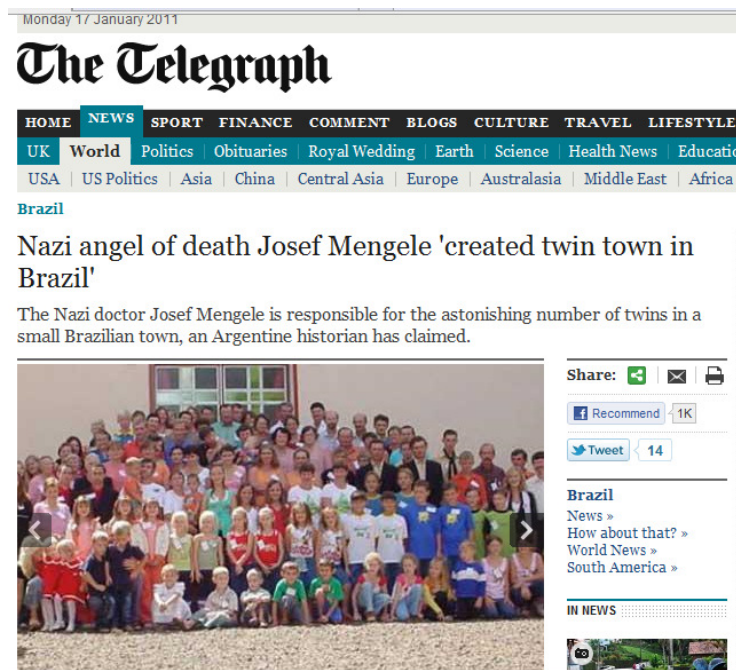 Monday 17 January 2011
The Telegraph
HOME NEWS SPORT FINANCE COMMENT BLOGS CULTURE TRAVEL LIFESTYLE
UK World Politics Obituaries Royal Wedding Earth Science Health News Educatio
USA US Politics Asia China Central Asia Europe Australasia Middle East Africa
Brazil
Nazi angel of death Josef Mengele 'created twin town in
Brazil'
The Nazi doctor Josef Mengele is responsible for the astonishing number of twins in a
small Brazilian town, an Argentine historian has claimed.
Share:
Recommend 1K
Tweet 14
Brazil
News »
How about that? »
World News »
South America »
IN NEWS